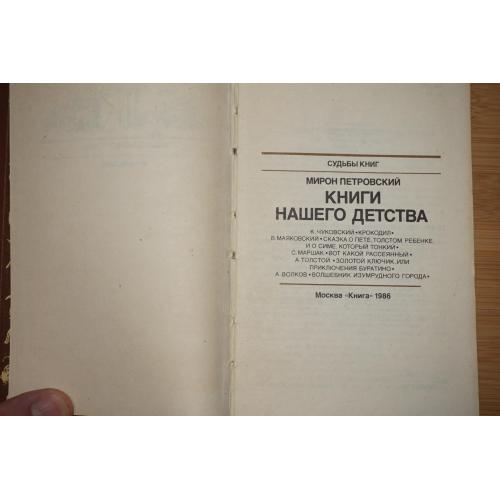 СУДЬБЫ КНИГ
МИРОН ПЕТРОВСКИЙ
КНИГИ
НАШЕГО ДЕТСТВА
К. ЧУКОВСКИЙ•«КРОКОДИЛ»
В. МАЯКОВСКИЙ•«СКАЗКА О ПЕТЕ, ТОЛСТОМ РЕБЕНКЕ,
И О СИМЕ, КОТОРЫЙ ТОНКИЙ»
С. МАРШАК•«ВОТ КАКОЙ РАССЕЯННЫЙ»
А. ТОЛСТОЙ•«ЗОЛОТОЙ КЛЮЧИК, ИЛИ
ПРИКЛЮЧЕНИЯ БУРАТИНО»
А. ВОЛКОВ•«ВОЛШЕБНИК ИЗУМРУДНОГО ГОРОДА»
Москва «Книга» 1986